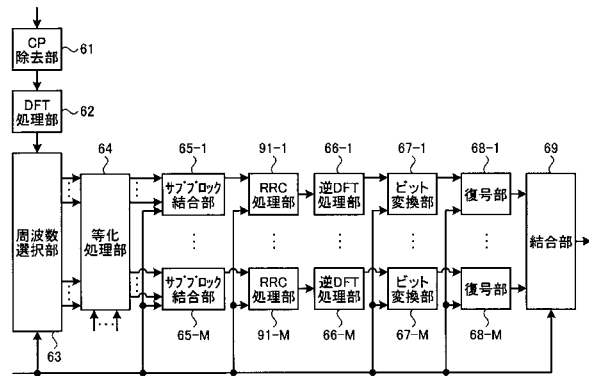 CP
除去部
61
DFT
処理部
62
64
65-1
91-1
66-1
67-1
68-1
69
周波数
選択部
等化
処理部
サブブロック
結合部
RRC
処理部
逆DFT
処理部
ビット
変換部
復号部
結合部
サブブロック
結合部
RRC
処理部
逆DFT
処理部
ビット
変換部
復号部
63
65-M
91-M
66-M
67-M
68-M